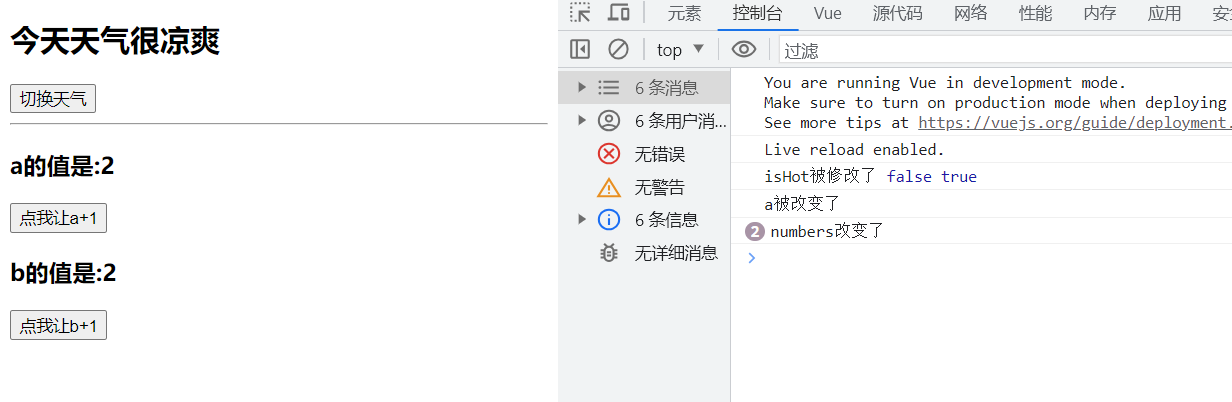 今天天气很凉爽
切换天气
a的值是:2
点我让a+1
b的值是:2
点我让b+1
元素 控制台 Vue 源代码 网络 性能 内存 应用 安
top 过滤
6 条消息
6 条用户消...
无错误
无警告
6 条信息
无详细消息
You are running Vue in development mode.
Make sure to turn on production mode when deploying
See more tips at https://vuejs.org/guide/deployment.
Live reload enabled.
isHot被修改了 false true
a被改变了
2 numbers改变了